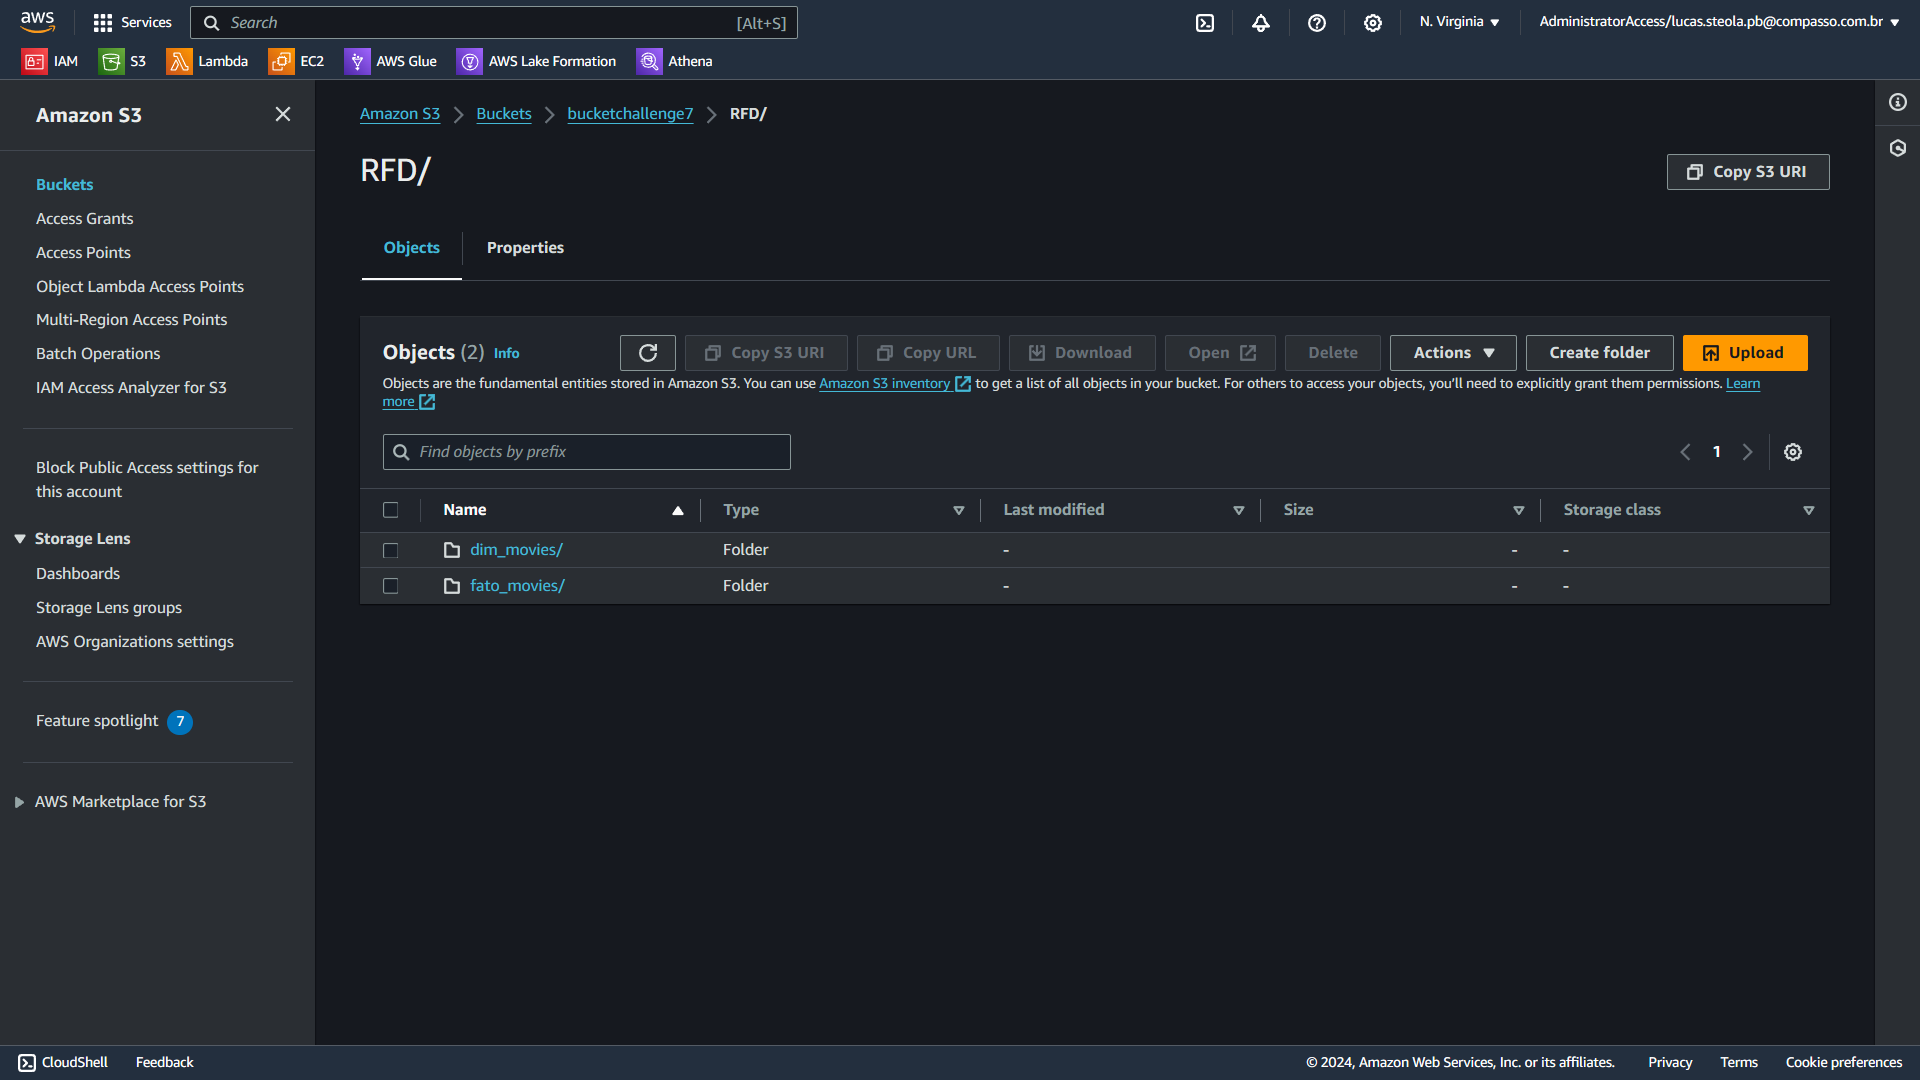 aws Services Search [Alt+S] N. Virginia AdministratorAccess/lucas.steola.pb@compasso.com.br
IAM S3 Lambda EC2 AWS Glue AWS Lake Formation Athena
Amazon S3
Buckets
Access Grants
Access Points
Object Lambda Access Points
Multi-Region Access Points
Batch Operations
IAM Access Analyzer for S3
Block Public Access settings for
this account
Storage Lens
Dashboards
Storage Lens groups
AWS Organizations settings
Feature spotlight 7
AWS Marketplace for S3
Amazon S3 Buckets bucketchallenge7 RFD/
RFD/
Copy S3 URI
Objects Properties
Objects (2) Info Copy S3 URI Copy URL Download Open Delete Actions Create folder Upload
Objects are the fundamental entities stored in Amazon S3. You can use Amazon S3 inventory to get a list of all objects in your bucket. For others to access your objects, you’ll need to explicitly grant them permissions. Learn
more
Find objects by prefix
1
Name Type Last modified Size Storage class
dim_movies/ Folder - - -
fato_movies/ Folder - - -
CloudShell Feedback © 2024, Amazon Web Services, Inc. or its affiliates. Privacy Terms Cookie preferences